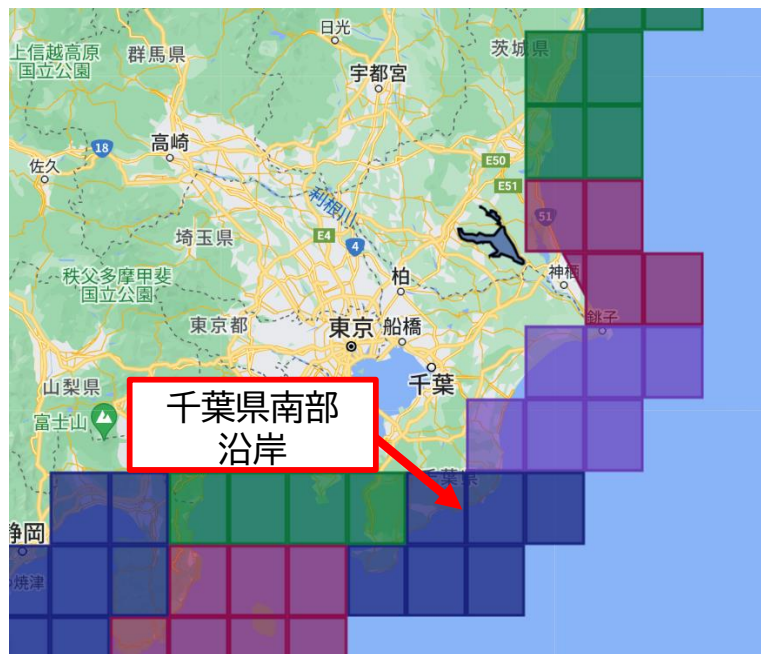 日光
上信越高原
国立公園
群馬県
茨城県
宇都宮
18
高崎
佐久
E50
E51
利根川
51
埼玉県
E4
4
秩父多摩甲斐
国立公園
柏
神栖
東京都
東京
船橋
銚子
山梨県
千葉
富士山
千葉県南部
沿岸
千葉県
静岡
焼津